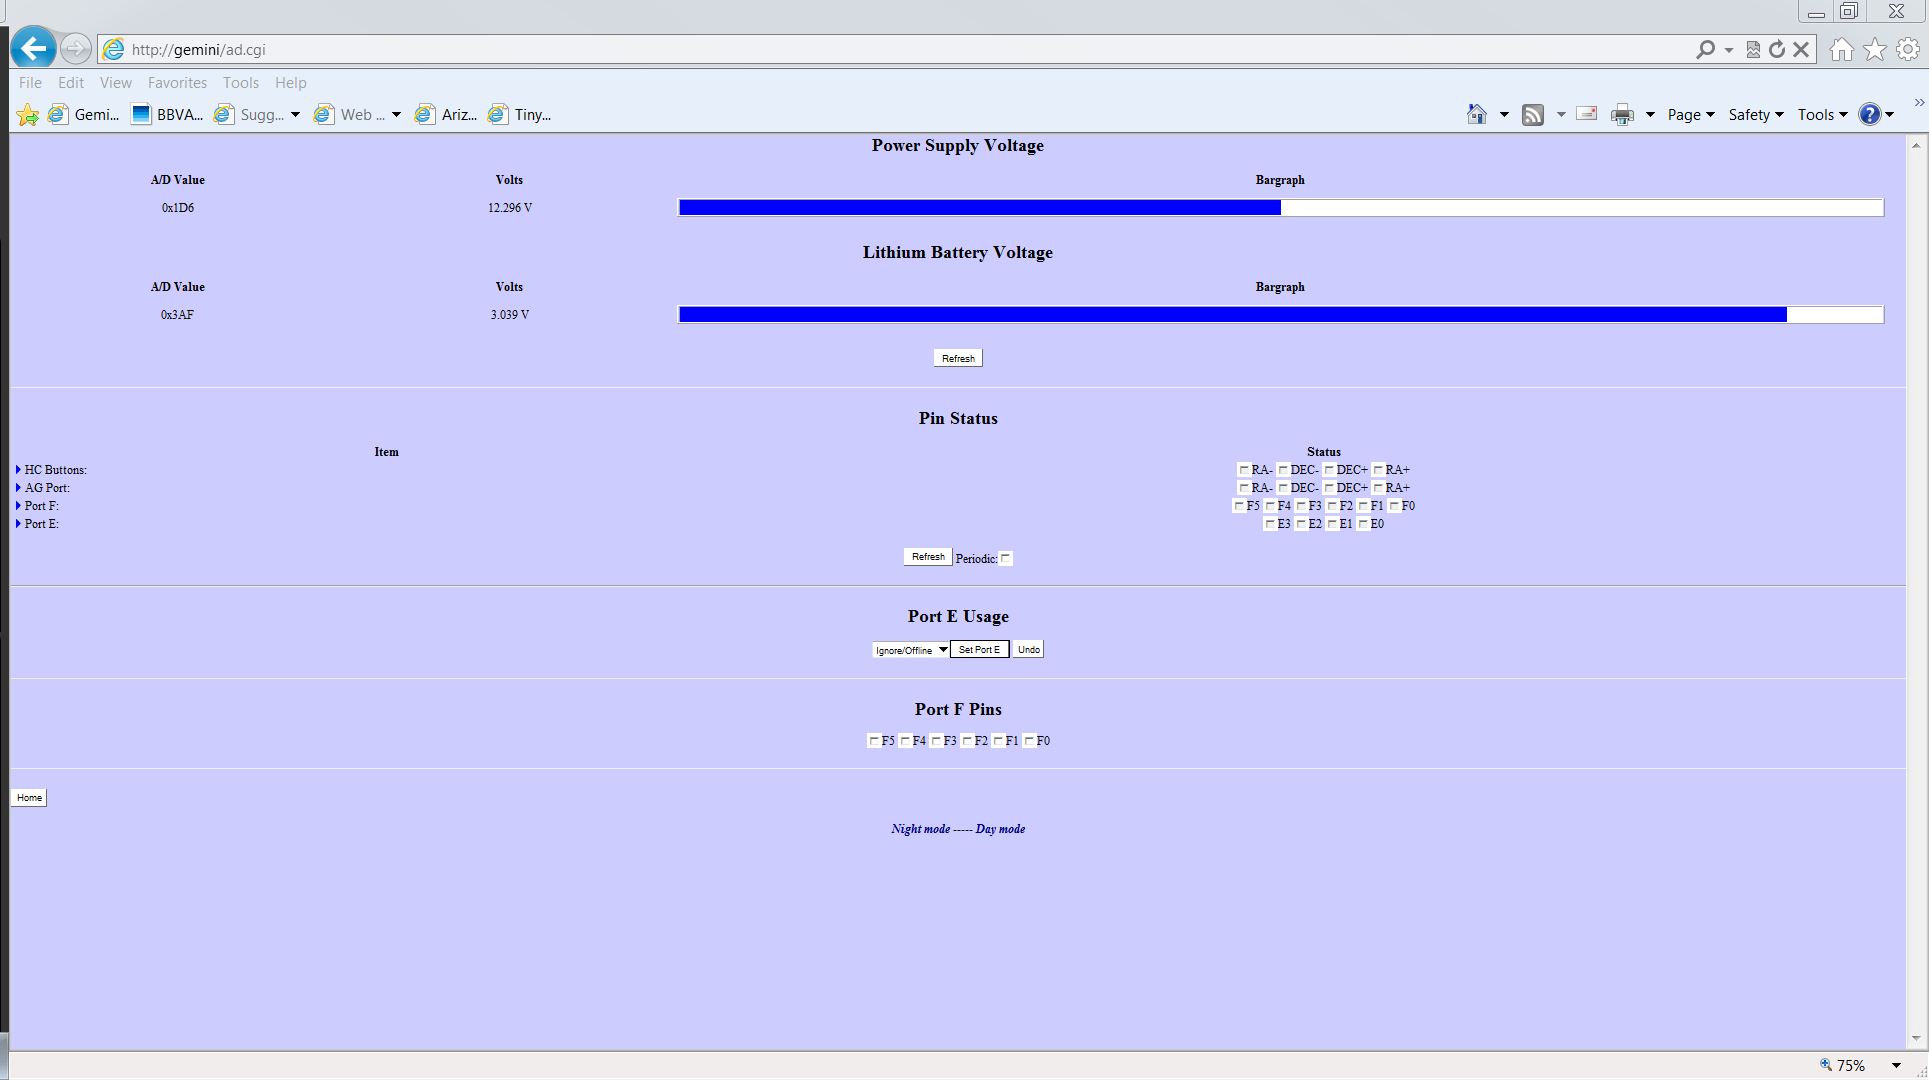 http://gemini/ad.cgi
File Edit View Favorites Tools Help
Gemi... BBVA... Sugg... Web ... Ariz... Tiny... Page Safety Tools
Power Supply Voltage
A/D Value Volts Bargraph
0x1D6 12.296 V
Lithium Battery Voltage
A/D Value Volts Bargraph
0x3AF 3.039 V
Refresh
Pin Status
Item Status
HC Buttons: RA- DEC- DEC+ RA+
AG Port: RA- DEC- DEC+ RA+
Port F: F5 F4 F3 F2 F1 F0
Port E: E3 E2 E1 E0
Refresh Periodic:
Port E Usage
Ignore/Offline Set Port E Undo
Port F Pins
F5 F4 F3 F2 F1 F0
Home
Night mode ----- Day mode
75%